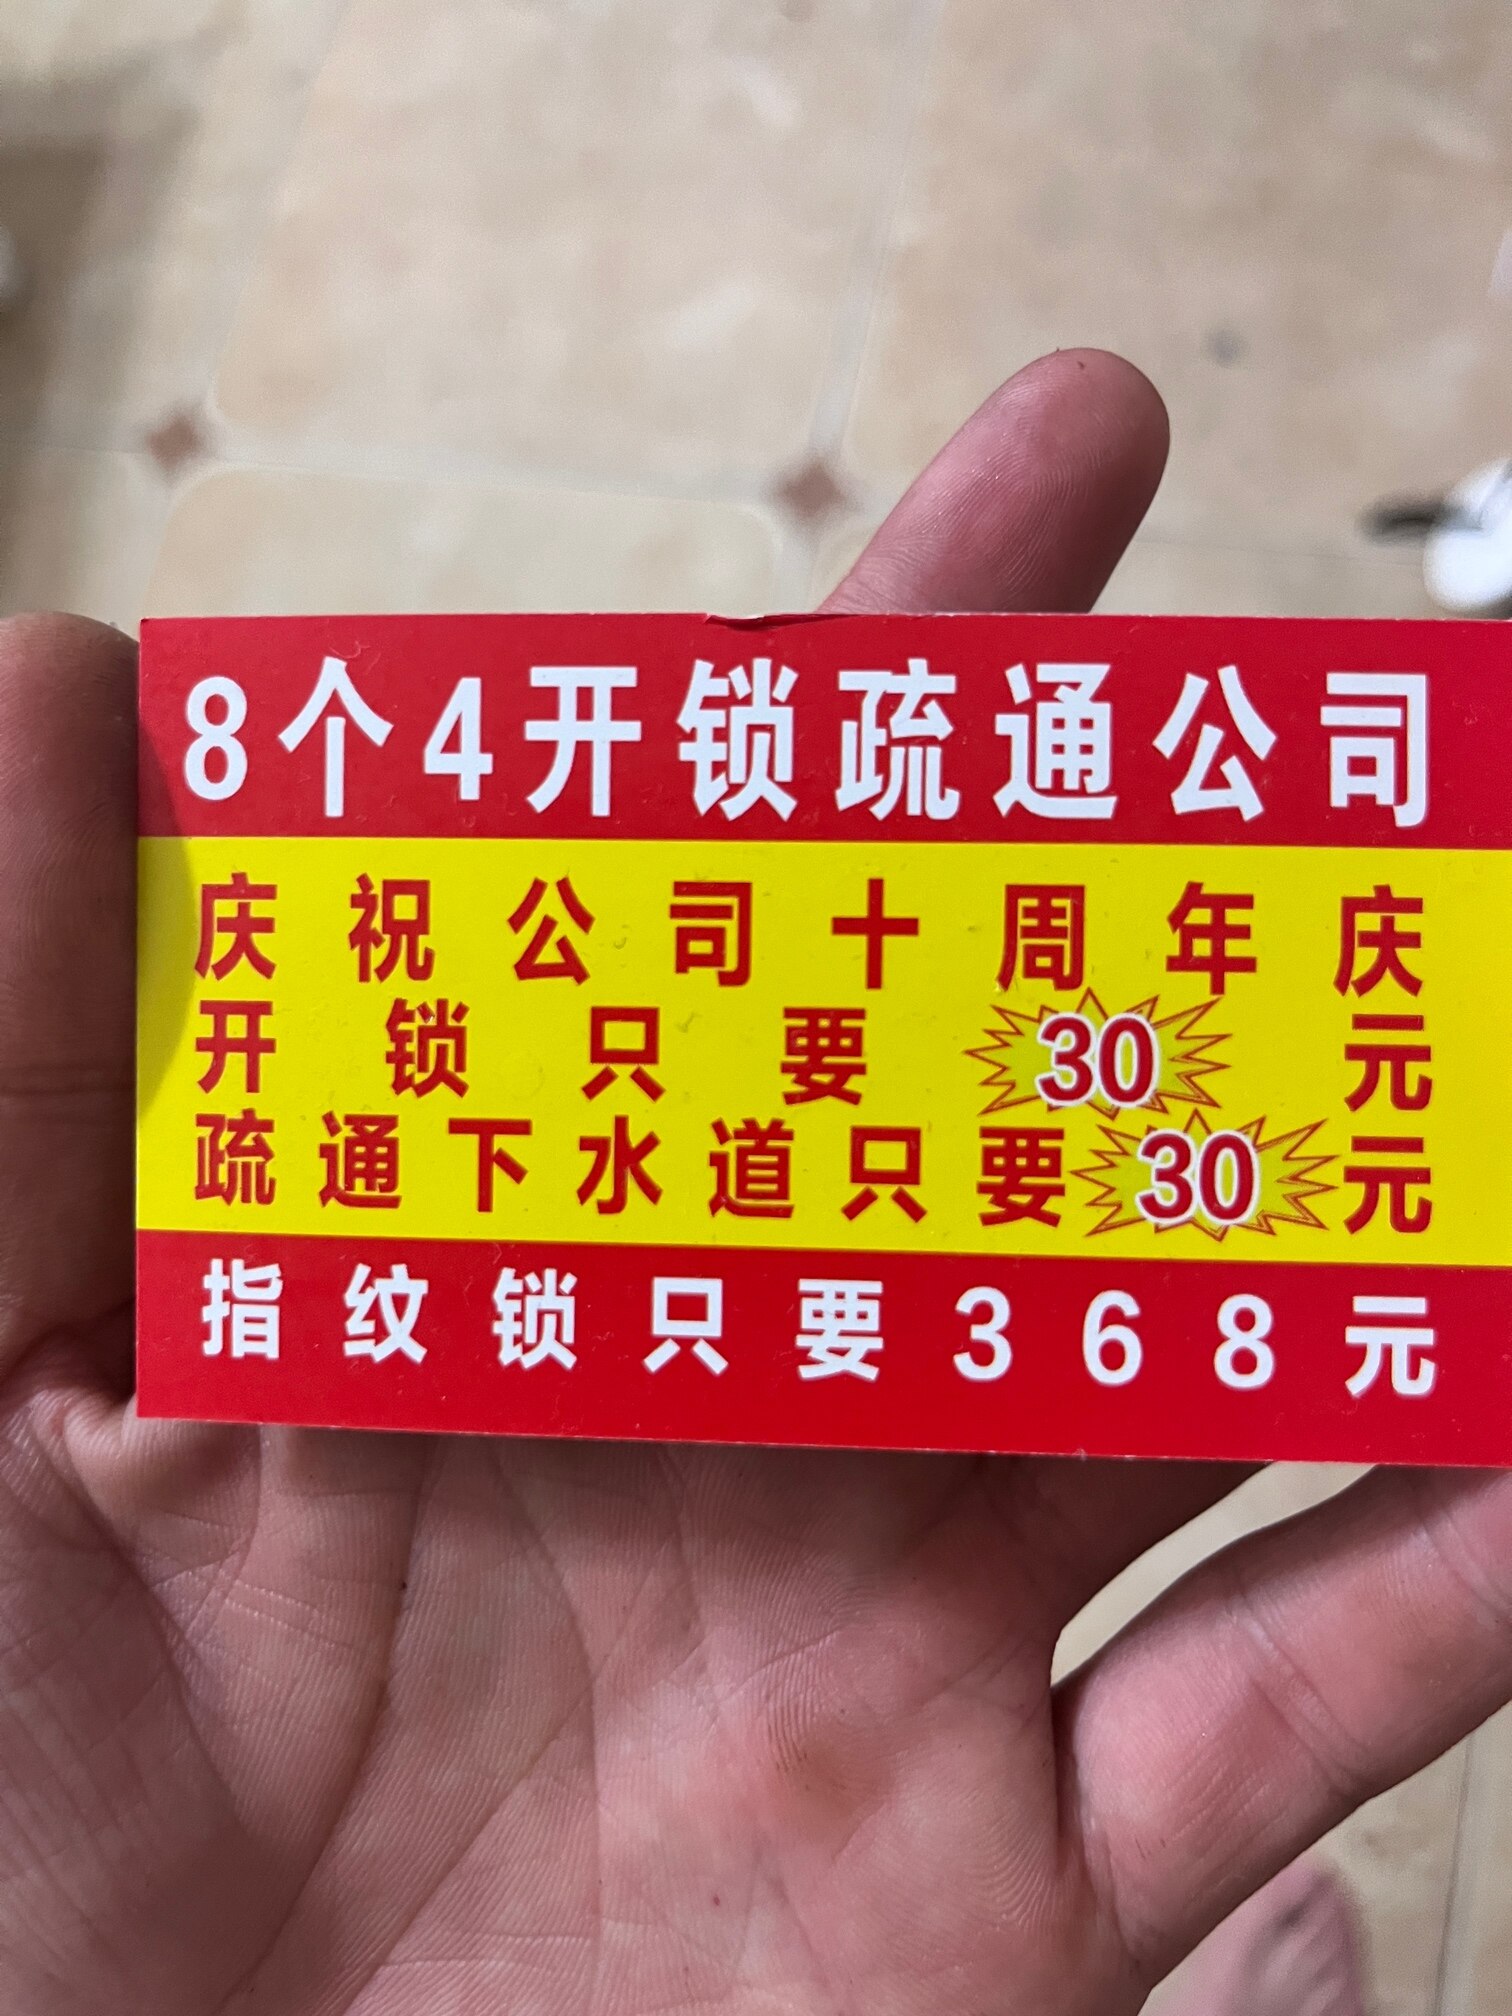 8个4开锁疏通公司
庆祝公司十周年庆
开锁只要30元
疏通下水道只要30元
指纹锁只要368元